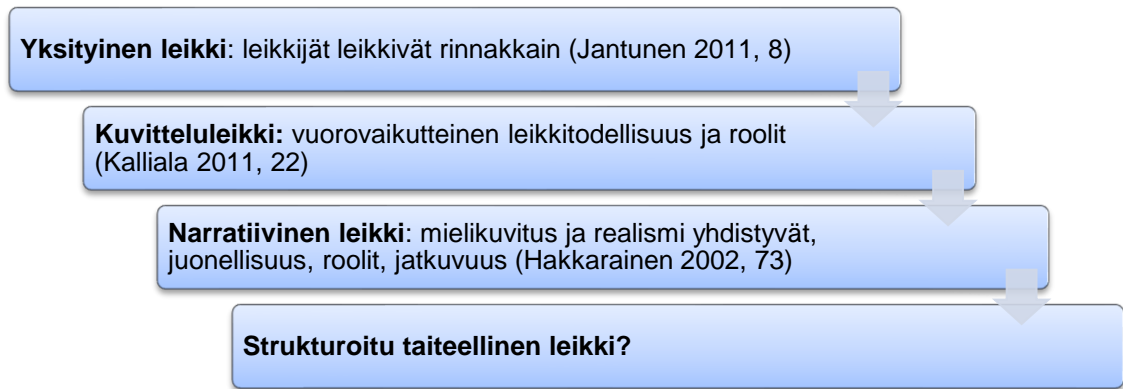 Yksityinen leikki: leikkijät leikkivät rinnakkain (Jantunen 2011, 8)
Kuvitteluleikki: vuorovaikutteinen leikkitodellisuus ja roolit
(Kalliala 2011, 22)
Narratiivinen leikki: mielikuvitus ja realismi yhdistyvät,
juonellisuus, roolit, jatkuvuus (Hakkarainen 2002, 73)
Strukturoitu taiteellinen leikki?